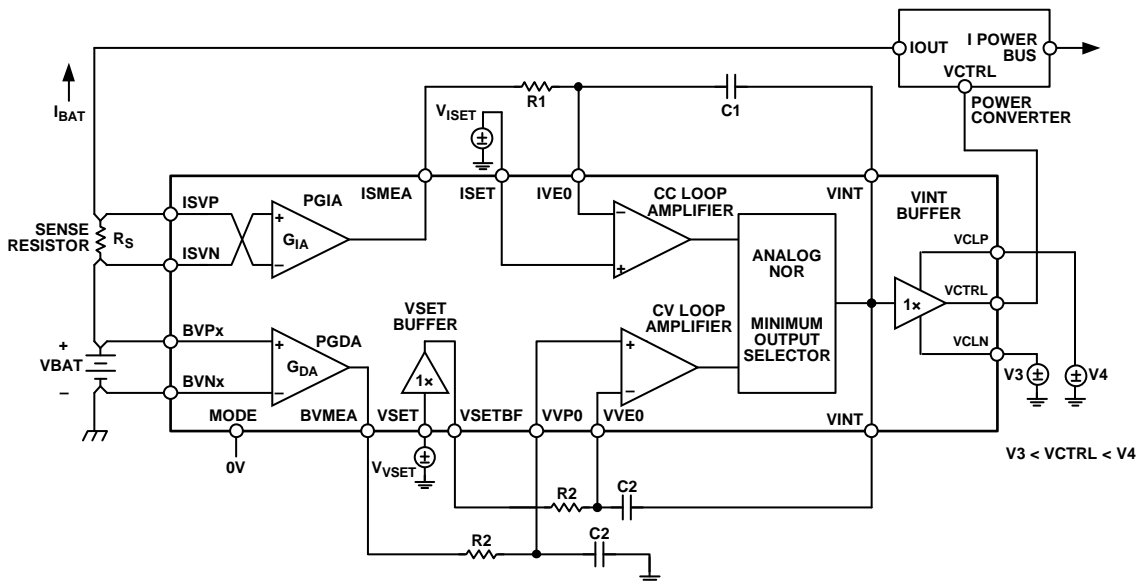 IOUT
I POWER
BUS
VCTRL
POWER
CONVERTER
I_BAT
R1
C1
V_ISET
ISMEA
ISET
IVE0
VINT
ISVP
PGIA
CC LOOP
AMPLIFIER
VINT
BUFFER
SENSE
RESISTOR
R_S
+
G_IA
−
ISVN
−
+
ANALOG
NOR
MINIMUM
OUTPUT
SELECTOR
VCLP
1×
VCTRL
VCLN
VSET
BUFFER
CV LOOP
AMPLIFIER
BVPx
PGDA
+
VBAT
−
+
G_DA
−
BVNx
1×
+
−
V3
±
V4
±
MODE
BVMEA
VSET
VSETBF
VVP0
VVE0
VINT
0V
V_VSET
±
V3 < VCTRL < V4
R2
C2
R2
C2